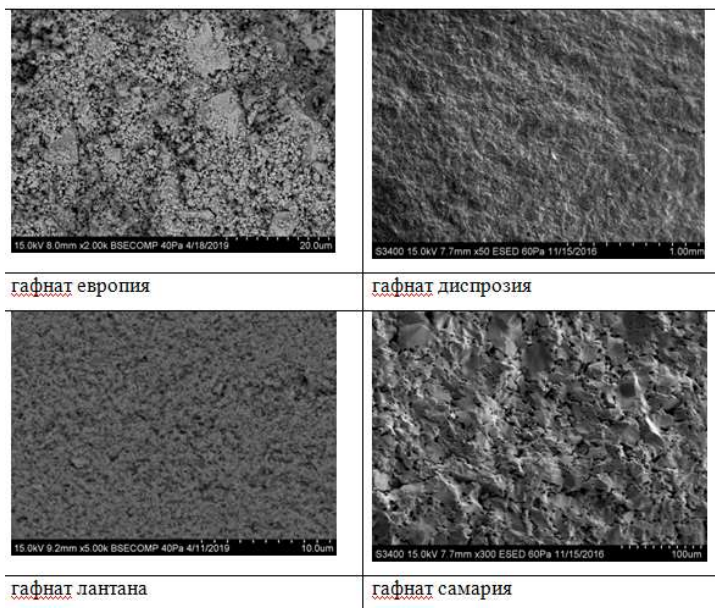 15.0kV 8.0mm x2.00k BSECOMP 40Pa 4/18/2019 20.0um
S3400 15.0kV 7.7mm x50 ESED 60Pa 11/15/2016 1.00mm
гафнат европия
гафнат диспрозия
15.0kV 9.2mm x5.00k BSECOMP 40Pa 4/11/2019 10.0um
S3400 15.0kV 7.7mm x300 ESED 60Pa 11/15/2016 100um
гафнат лантана
гафнат самария